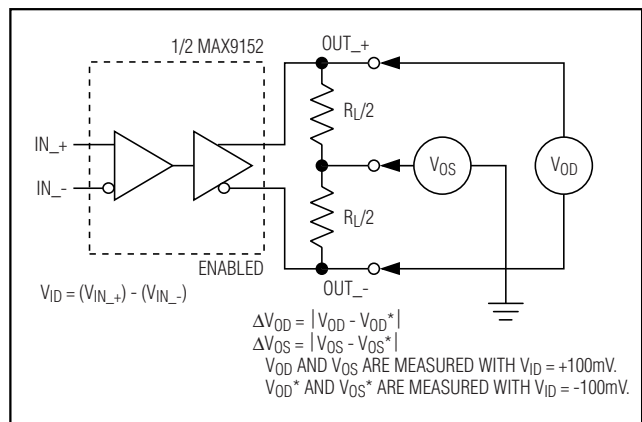 1/2 MAX9152
OUT_+
R_L/2
IN_+
IN_-
V_OS
V_OD
R_L/2
ENABLED
OUT_-
V_ID = (V_IN_+) - (V_IN_-)
ΔV_OD = |V_OD - V_OD*|
ΔV_OS = |V_OS - V_OS*|
V_OD AND V_OS ARE MEASURED WITH V_ID = +100mV.
V_OD* AND V_OS* ARE MEASURED WITH V_ID = -100mV.